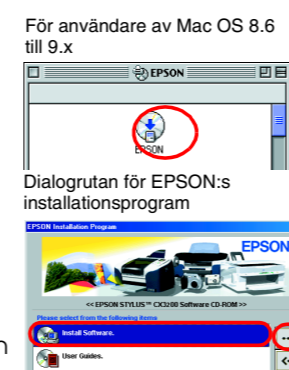 För användare av Mac OS 8.6
till 9.x
EPSON
EPSON
Dialogrutan för EPSON:s
installationsprogram
EPSON Installation Program
EPSON
<< EPSON STYLUS™ CX3200 Software CD-ROM >>
Please select from the following items
Install Software.
User Guides.